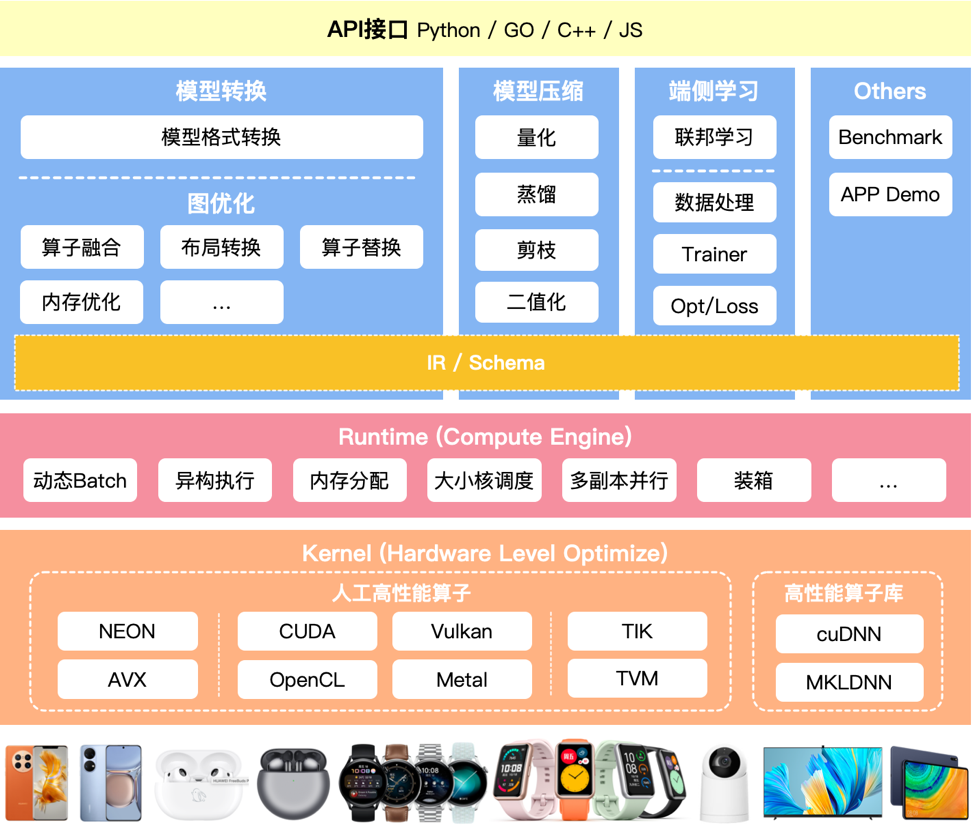 API接口 Python / GO / C++ / JS
模型转换
模型格式转换
图优化
算子融合 布局转换 算子替换
内存优化 ...
模型压缩
量化
蒸馏
剪枝
二值化
端侧学习
联邦学习
数据处理
Trainer
Opt/Loss
Others
Benchmark
APP Demo
IR / Schema
Runtime (Compute Engine)
动态Batch 异构执行 内存分配 大小核调度 多副本并行 装箱 ...
Kernel (Hardware Level Optimize)
人工高性能算子
NEON CUDA Vulkan TIK
AVX OpenCL Metal TVM
高性能算子库
cuDNN
MKLDNN
10:08